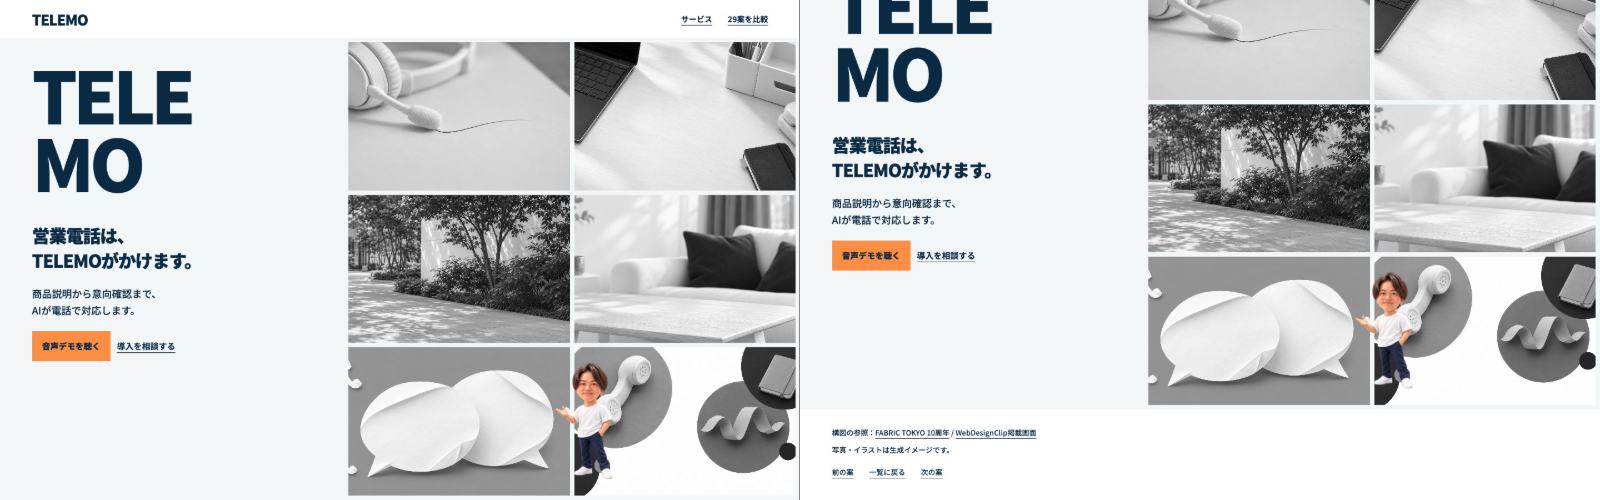 TELEMO
サービス 29案を比較
TELE
MO
営業電話は、
TELEMOがかけます。
商品説明から意向確認まで、
AIが電話で対応します。
音声デモを聴く 導入を相談する
TELE
MO
営業電話は、
TELEMOがかけます。
商品説明から意向確認まで、
AIが電話で対応します。
音声デモを聴く 導入を相談する
構図の参照：FABRIC TOKYO 10周年 / WebDesignClip掲載画面
写真・イラストは生成イメージです。
前の案 一覧に戻る 次の案